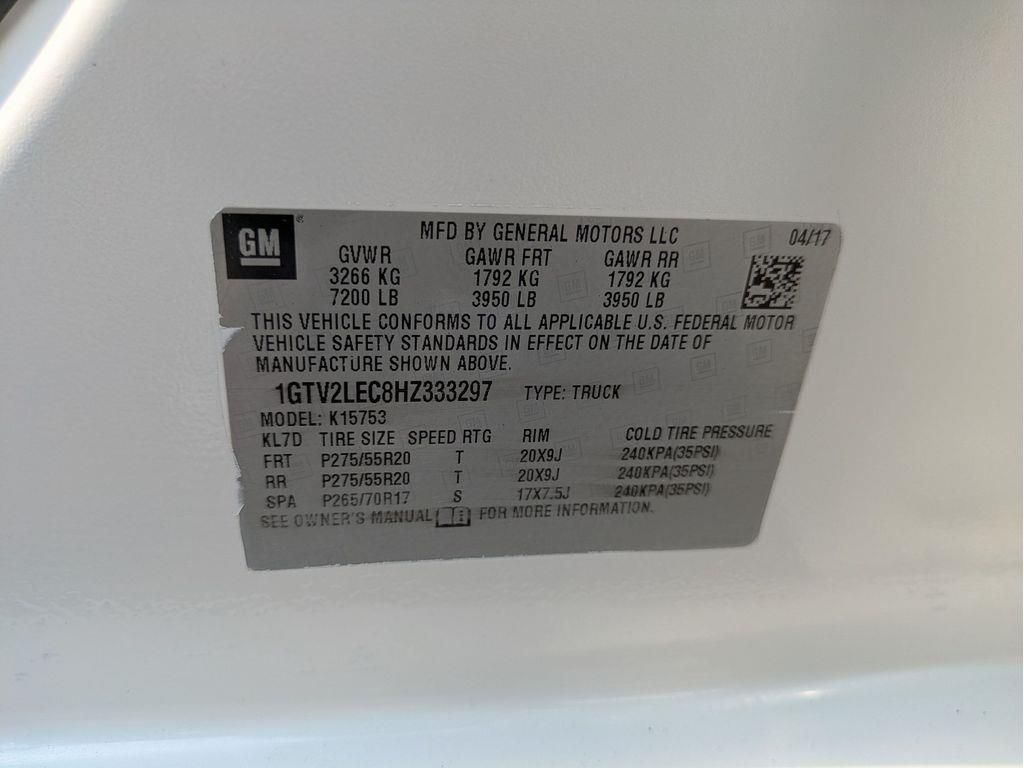 GM ®
MFD BY GENERAL MOTORS LLC 04/17
GVWR GAWR FRT GAWR RR
3266 KG 1792 KG 1792 KG
7200 LB 3950 LB 3950 LB
THIS VEHICLE CONFORMS TO ALL APPLICABLE U.S. FEDERAL MOTOR
VEHICLE SAFETY STANDARDS IN EFFECT ON THE DATE OF
MANUFACTURE SHOWN ABOVE.
1GTV2LEC8HZ333297 TYPE: TRUCK
MODEL: K15753
KL7D TIRE SIZE SPEED RTG RIM COLD TIRE PRESSURE
FRT P275/55R20 T 20X9J 240KPA(35PSI)
RR P275/55R20 T 20X9J 240KPA(35PSI)
SPA P265/70R17 S 17X7.5J 240KPA(35PSI)
SEE OWNER'S MANUAL FOR MORE INFORMATION.